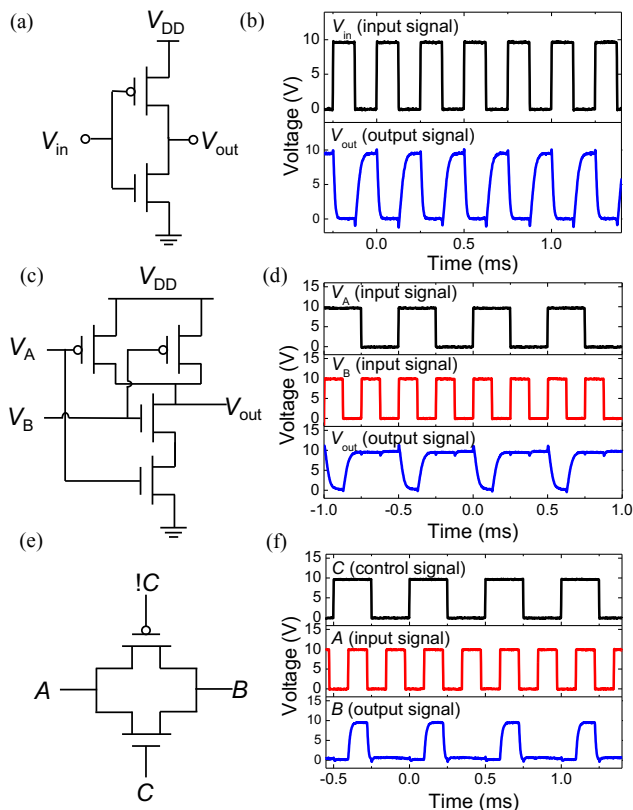 (a)
V_DD
V_in
V_out
(b)
V_in (input signal)
10
0
V_out (output signal)
10
0
Voltage (V)
0.0 0.5 1.0
Time (ms)
(c)
V_DD
V_A
V_B
V_out
(d)
V_A (input signal)
15
10
5
0
V_B (input signal)
15
10
5
0
V_out (output signal)
15
10
5
0
Voltage (V)
-1.0 -0.5 0.0 0.5 1.0
Time (ms)
(e)
!C
A
B
C
(f)
C (control signal)
15
10
5
0
A (input signal)
15
10
5
0
B (output signal)
15
10
5
0
Voltage (V)
-0.5 0.0 0.5 1.0
Time (ms)